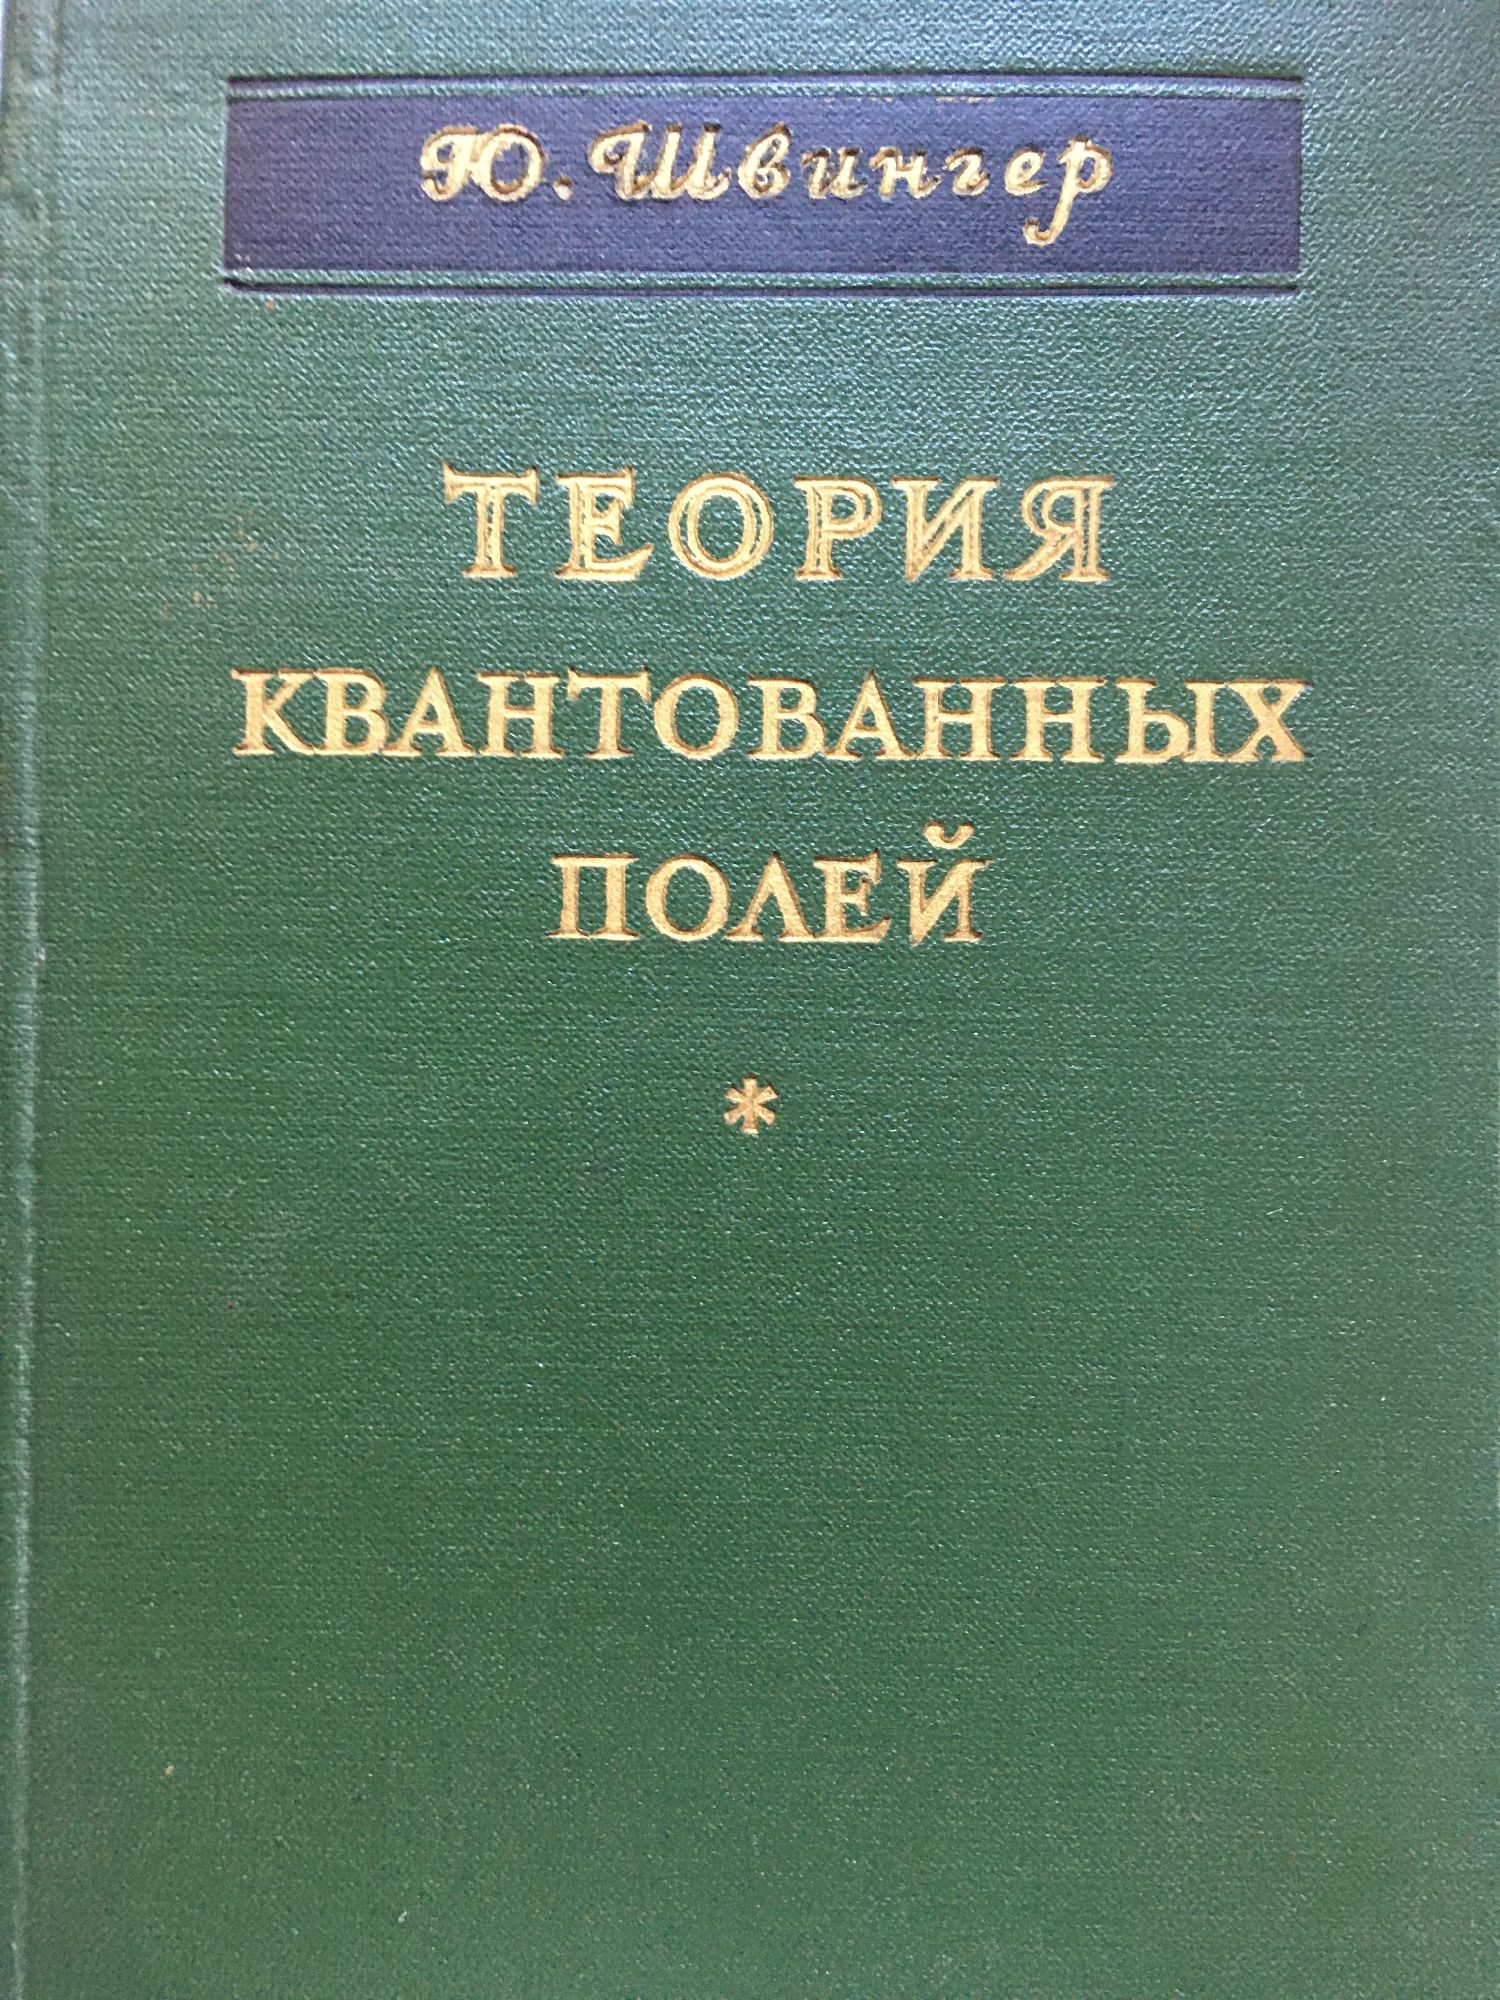 Ю. Швингер
ТЕОРИЯ
КВАНТОВАННЫХ
ПОЛЕЙ
*